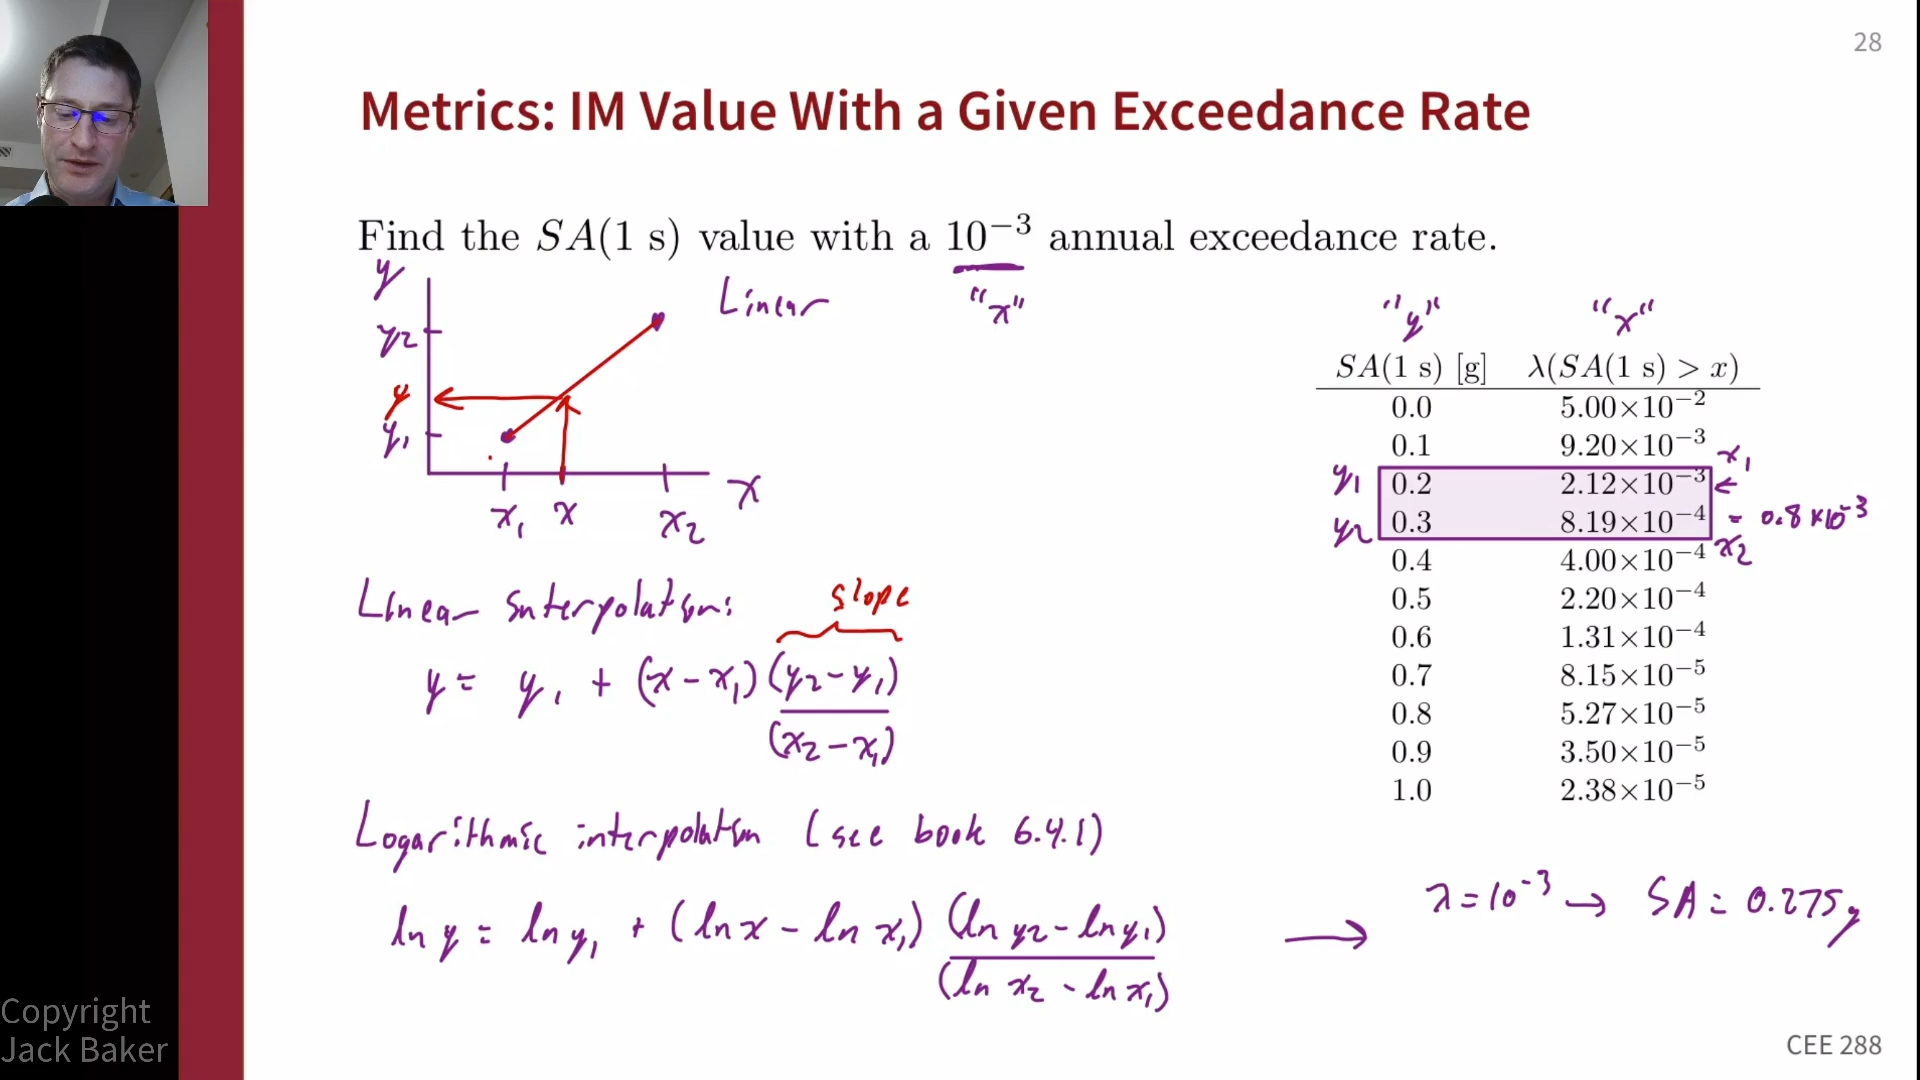 28
Metrics: IM Value With a Given Exceedance Rate
Find the SA(1 s) value with a 10⁻³ annual exceedance rate.
"x"
Linear
y
y₂
y
y₁
x₁ x x₂
x
"y" "x"
SA(1 s) [g] λ(SA(1 s) > x)
0.0 5.00×10⁻²
0.1 9.20×10⁻³
x₁
y₁ 0.2 2.12×10⁻³ ←
y₂ 0.3 8.19×10⁻⁴ = 0.8×10⁻³
x₂
0.4 4.00×10⁻⁴
0.5 2.20×10⁻⁴
0.6 1.31×10⁻⁴
0.7 8.15×10⁻⁵
0.8 5.27×10⁻⁵
0.9 3.50×10⁻⁵
1.0 2.38×10⁻⁵
Linear interpolation:
slope
y = y₁ + (x - x₁) (y₂ - y₁)
(x₂ - x₁)
Logarithmic interpolation (see book 6.4.1)
ln y = ln y₁ + (ln x - ln x₁) (ln y₂ - ln y₁)
(ln x₂ - ln x₁)
→ λ = 10⁻³ → SA = 0.275g
Copyright
Jack Baker
CEE 288